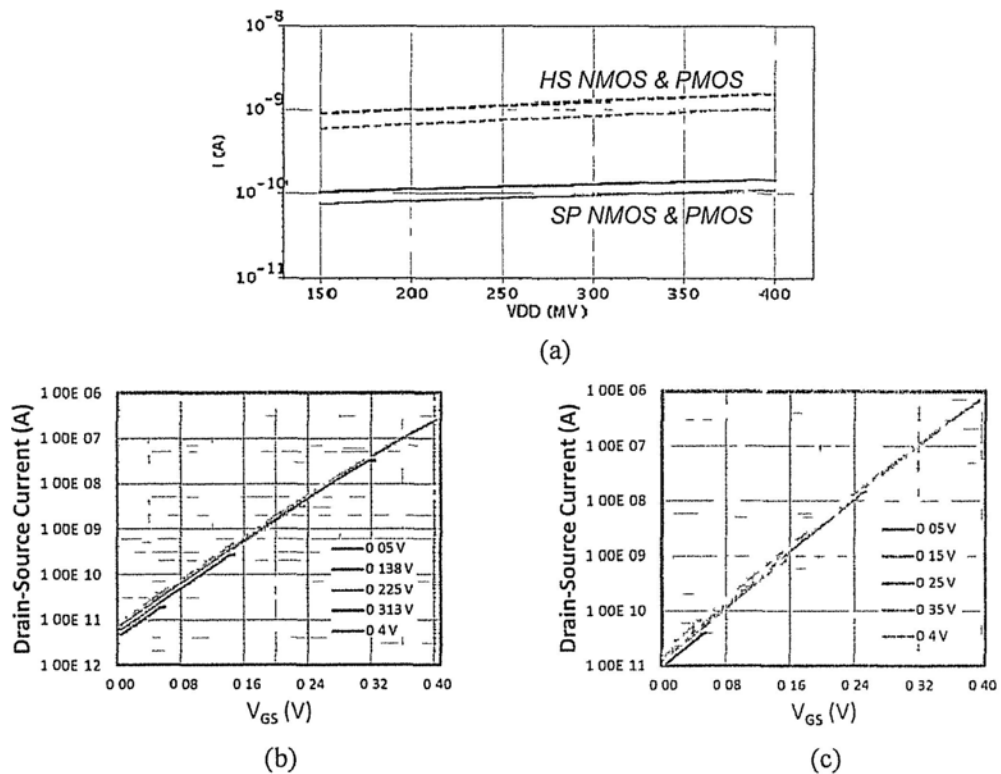 10⁻⁸
10⁻⁹
10⁻¹⁰
10⁻¹¹
I (A)
HS NMOS & PMOS
SP NMOS & PMOS
150 200 250 300 350 400
VDD (MV)
(a)
Drain-Source Current (A)
1 00E 06
1 00E 07
1 00E 08
1 00E 09
1 00E 10
1 00E 11
1 00E 12
0 05 V
0 138 V
0 225 V
0 313 V
0 4 V
0 00 0 08 0 16 0 24 0 32 0 40
V_GS (V)
(b)
Drain-Source Current (A)
1 00E 06
1 00E 07
1 00E 08
1 00E 09
1 00E 10
1 00E 11
0 05 V
0 15 V
0 25 V
0 35 V
0 4 V
0 00 0 08 0 16 0 24 0 32 0 40
V_GS (V)
(c)